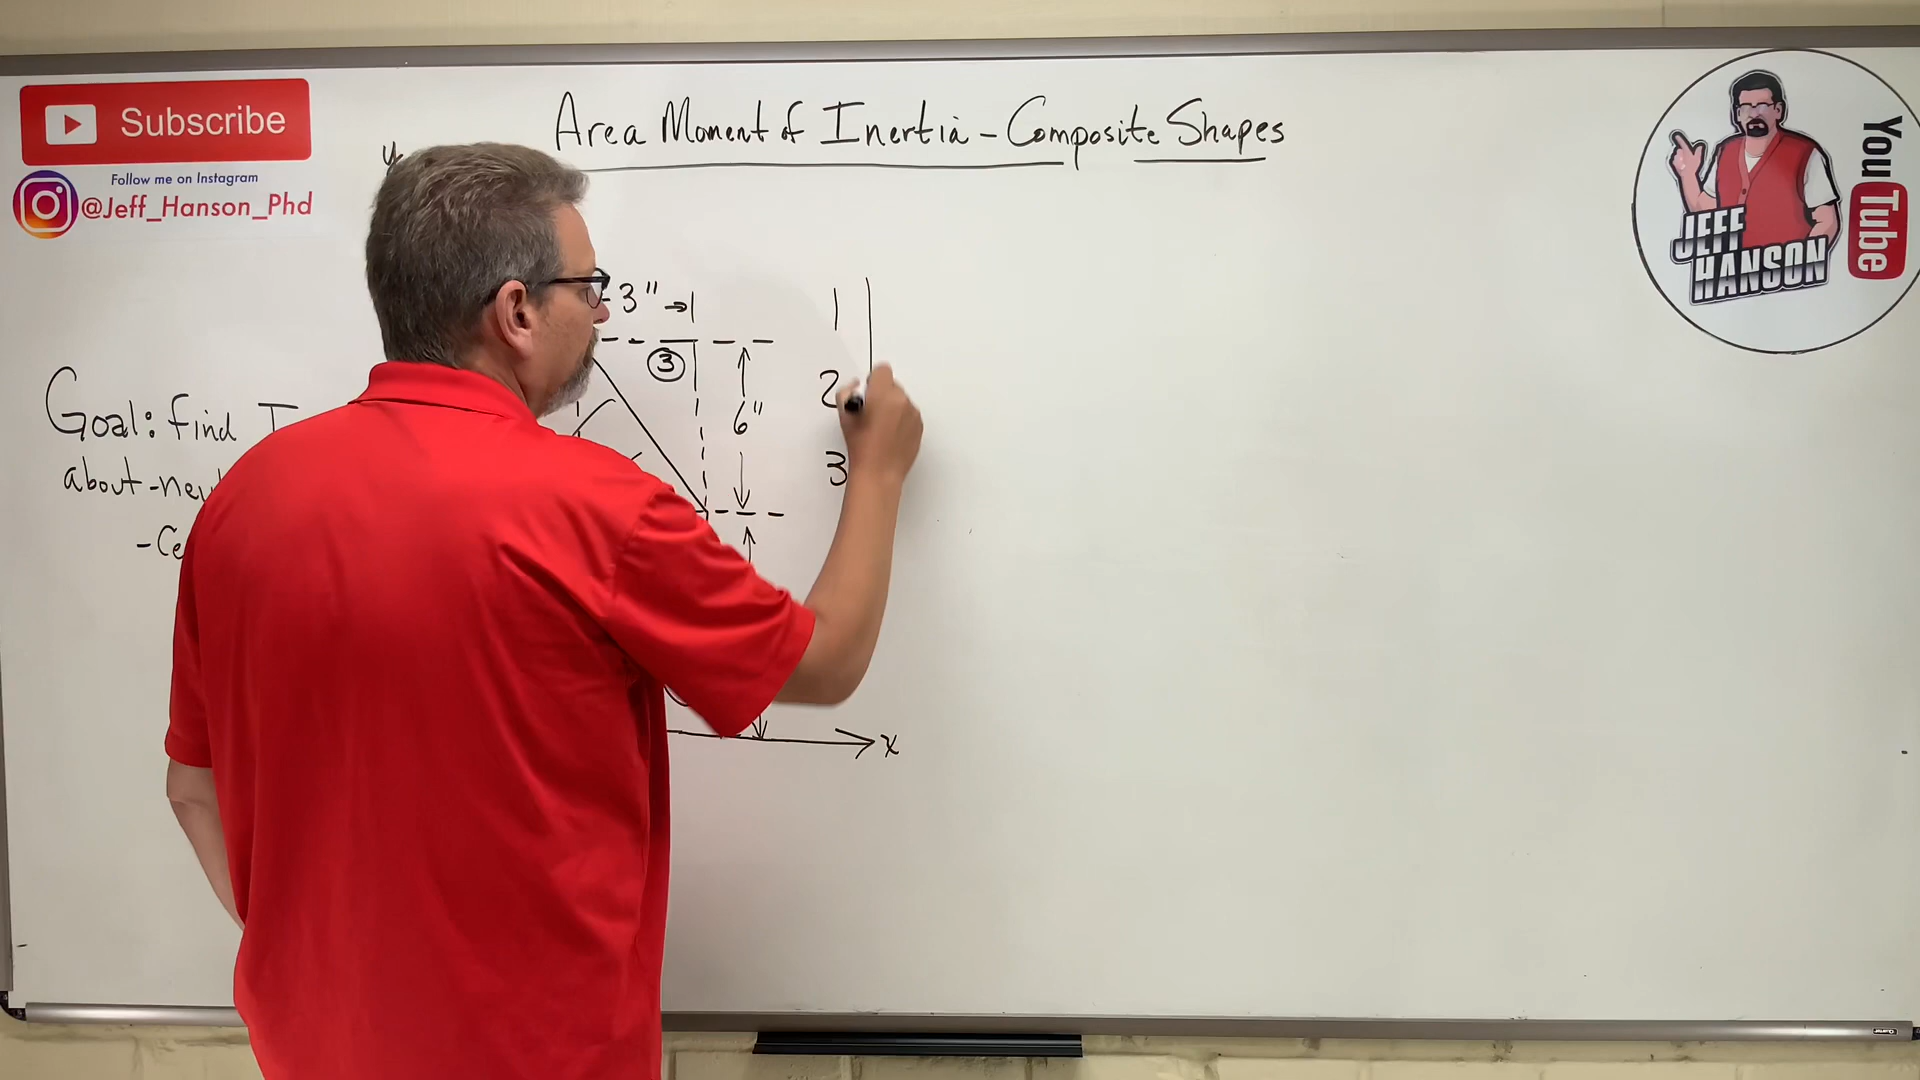 Subscribe
Follow me on Instagram
@Jeff_Hanson_Phd
Area Moment of Inertia - Composite Shapes
y
Goal: find I
about -
-Ce
3"
3
6"
x
1
2
3
JEFF
HANSON
YouTube